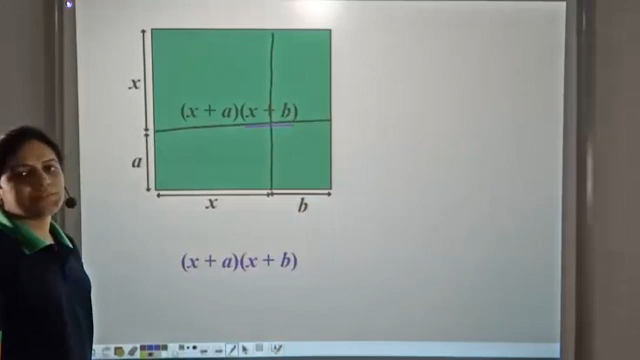 x
(x + a)(x + b)
a
x
b
(x + a)(x + b)